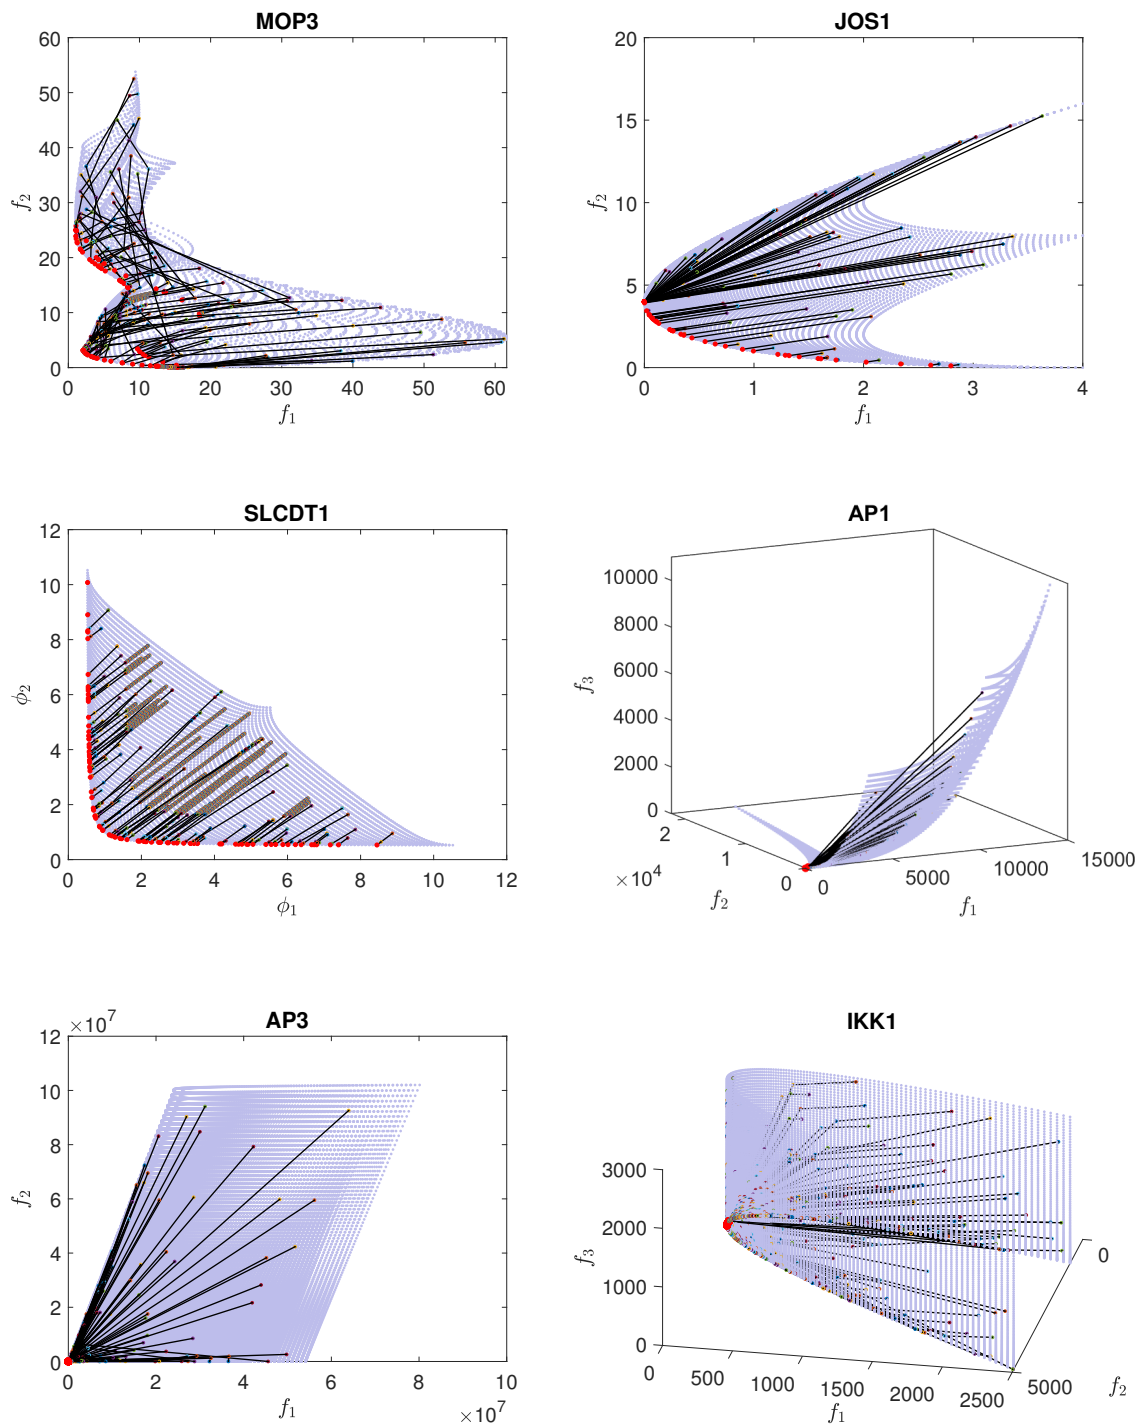 MOP3
60
50
40
30
20
10
0
f2
0 10 20 30 40 50 60
f1
JOS1
20
15
10
5
0
f2
0 1 2 3 4
f1
SLCDT1
12
10
8
6
4
2
0
ϕ2
0 2 4 6 8 10 12
ϕ1
AP1
10000
8000
6000
4000
2000
0
f3
2
1
0
×10^4
f2
0 5000 10000 15000
f1
AP3
×10^7
12
10
8
6
4
2
0
f2
0 2 4 6 8 10
f1
×10^7
IKK1
3000
2000
1000
0
f3
0 500 1000 1500 2000 2500
f1
0
5000
f2